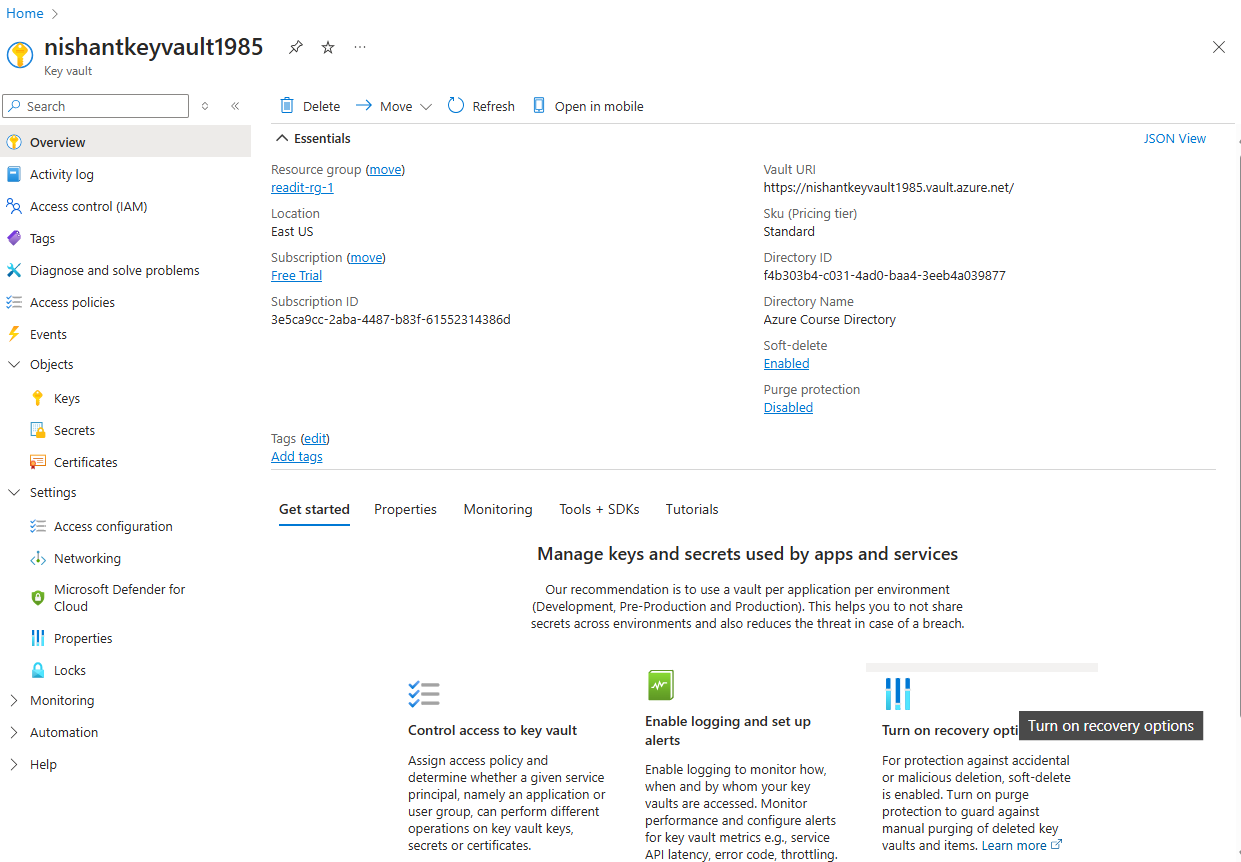 Home
nishantkeyvault1985
Key vault
Search
Delete
Move
Refresh
Open in mobile
Overview
Activity log
Access control (IAM)
Tags
Diagnose and solve problems
Access policies
Events
Objects
Keys
Secrets
Certificates
Settings
Access configuration
Networking
Microsoft Defender for
Cloud
Properties
Locks
Monitoring
Automation
Help
Essentials
JSON View
Resource group (move)
readit-rg-1
Location
East US
Subscription (move)
Free Trial
Subscription ID
3e5ca9cc-2aba-4487-b83f-61552314386d
Vault URI
https://nishantkeyvault1985.vault.azure.net/
Sku (Pricing tier)
Standard
Directory ID
f4b303b4-c031-4ad0-baa4-3eeb4a039877
Directory Name
Azure Course Directory
Soft-delete
Enabled
Purge protection
Disabled
Tags (edit)
Add tags
Get started
Properties
Monitoring
Tools + SDKs
Tutorials
Manage keys and secrets used by apps and services
Our recommendation is to use a vault per application per environment
(Development, Pre-Production and Production). This helps you to not share
secrets across environments and also reduces the threat in case of a breach.
Control access to key vault
Assign access policy and
determine whether a given service
principal, namely an application or
user group, can perform different
operations on key vault keys,
secrets or certificates.
Enable logging and set up
alerts
Enable logging to monitor how,
when and by whom your key
vaults are accessed. Monitor
performance and configure alerts
for key vault metrics e.g., service
API latency, error code, throttling.
Turn on recovery opti
Turn on recovery options
For protection against accidental
or malicious deletion, soft-delete
is enabled. Turn on purge
protection to guard against
manual purging of deleted key
vaults and items. Learn more